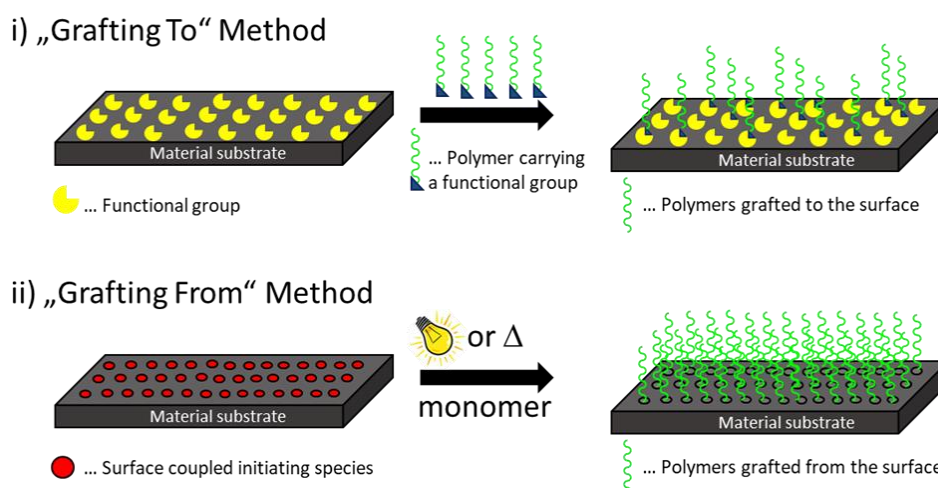 i) „Grafting To“ Method
Material substrate
... Functional group
... Polymer carrying
a functional group
Material substrate
... Polymers grafted to the surface
ii) „Grafting From“ Method
Material substrate
... Surface coupled initiating species
or Δ
monomer
Material substrate
... Polymers grafted from the surface